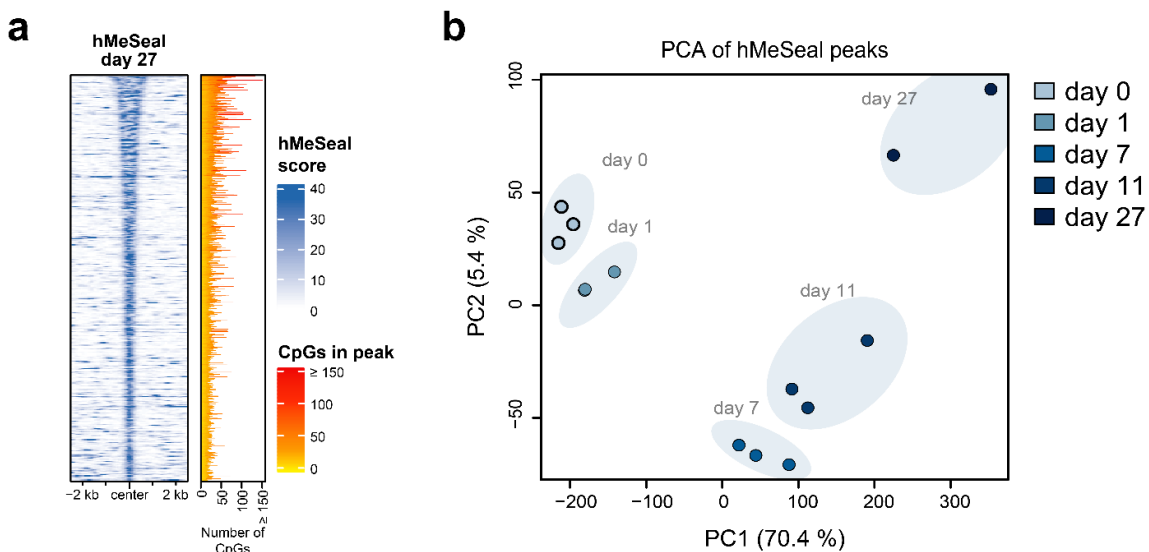 a
hMeSeal
day 27
−2 kb
center
2 kb
0
50
100
≥ 150
Number of
CpGs
hMeSeal
score
40
30
20
10
0
CpGs in peak
≥ 150
100
50
0
b
PCA of hMeSeal peaks
PC2 (5.4 %)
100
50
0
−50
day 0
day 1
day 7
day 11
day 27
−200
−100
0
100
200
300
PC1 (70.4 %)
day 0
day 1
day 7
day 11
day 27